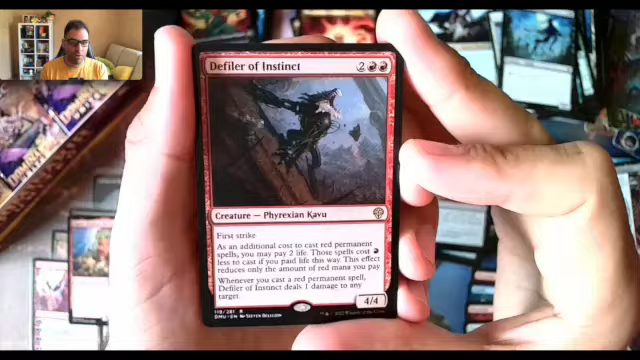 Defiler of Instinct 2
Creature — Phyrexian Kavu
First strike
As an additional cost to cast red permanent
spells, you may pay 2 life. Those spells cost
less to cast if you paid life this way. This effect
reduces only the amount of red mana you pay.
Whenever you cast a red permanent spell,
Defiler of Instinct deals 1 damage to any
target.
4/4
119/281 R
DMU • EN